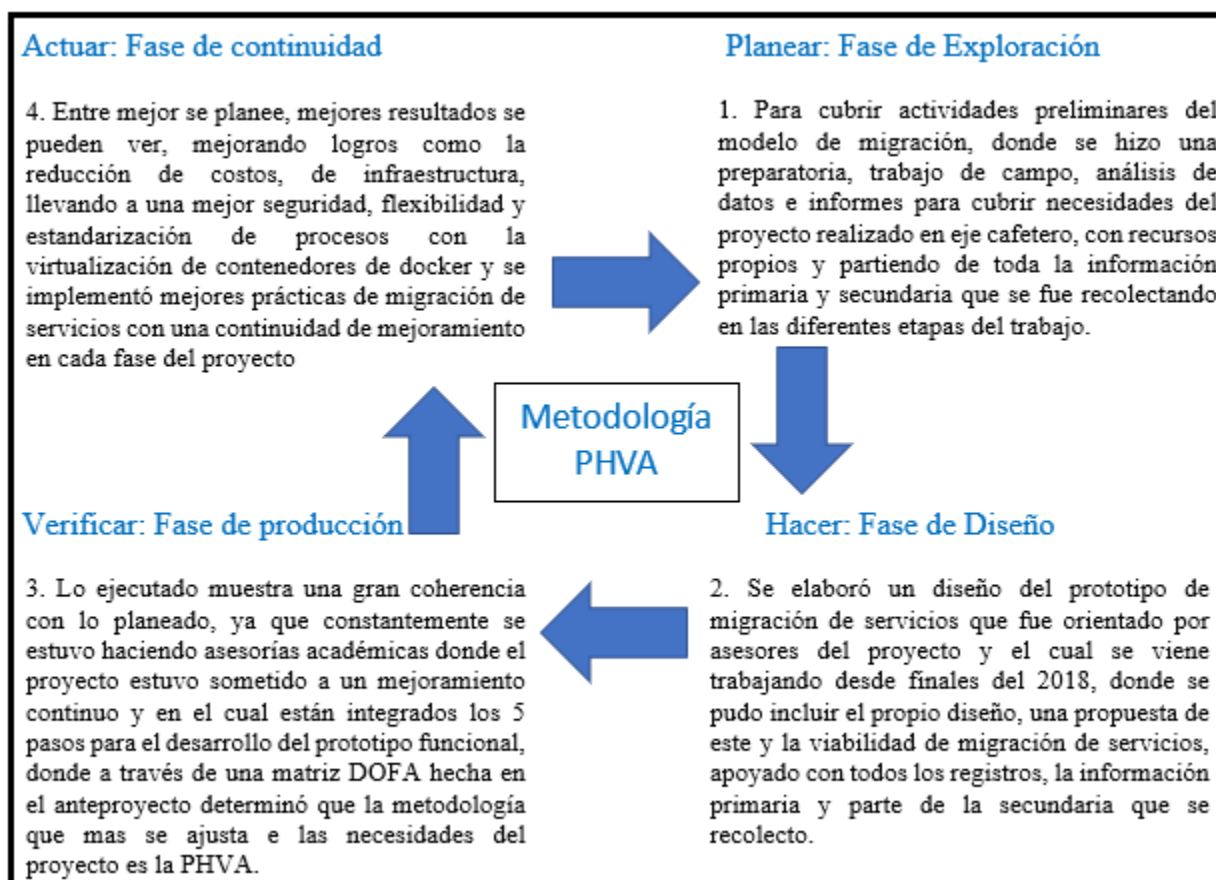 Actuar: Fase de continuidad
4. Entre mejor se planee, mejores resultados se
pueden ver, mejorando logros como la
reducción de costos, de infraestructura,
llevando a una mejor seguridad, flexibilidad y
estandarización de procesos con la
virtualización de contenedores de docker y se
implementó mejores prácticas de migración de
servicios con una continuidad de mejoramiento
en cada fase del proyecto
Planear: Fase de Exploración
1. Para cubrir actividades preliminares del
modelo de migración, donde se hizo una
preparatoria, trabajo de campo, análisis de
datos e informes para cubrir necesidades del
proyecto realizado en eje cafetero, con recursos
propios y partiendo de toda la información
primaria y secundaria que se fue recolectando
en las diferentes etapas del trabajo.
Metodología
PHVA
Verificar: Fase de producción
3. Lo ejecutado muestra una gran coherencia
con lo planeado, ya que constantemente se
estuvo haciendo asesorías académicas donde el
proyecto estuvo sometido a un mejoramiento
continuo y en el cual están integrados los 5
pasos para el desarrollo del prototipo funcional,
donde a través de una matriz DOFA hecha en
el anteproyecto determinó que la metodología
que mas se ajusta e las necesidades del
proyecto es la PHVA.
Hacer: Fase de Diseño
2. Se elaboró un diseño del prototipo de
migración de servicios que fue orientado por
asesores del proyecto y el cual se viene
trabajando desde finales del 2018, donde se
pudo incluir el propio diseño, una propuesta de
este y la viabilidad de migración de servicios,
apoyado con todos los registros, la información
primaria y parte de la secundaria que se
recolecto.